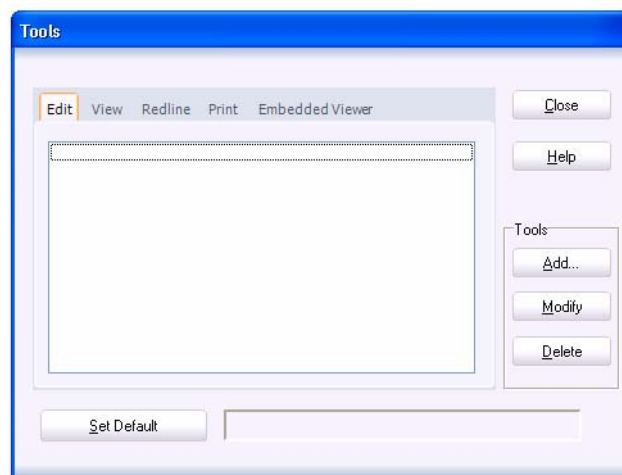 Tools
Edit View Redline Print Embedded Viewer
Close
Help
Tools
Add...
Modify
Delete
Set Default